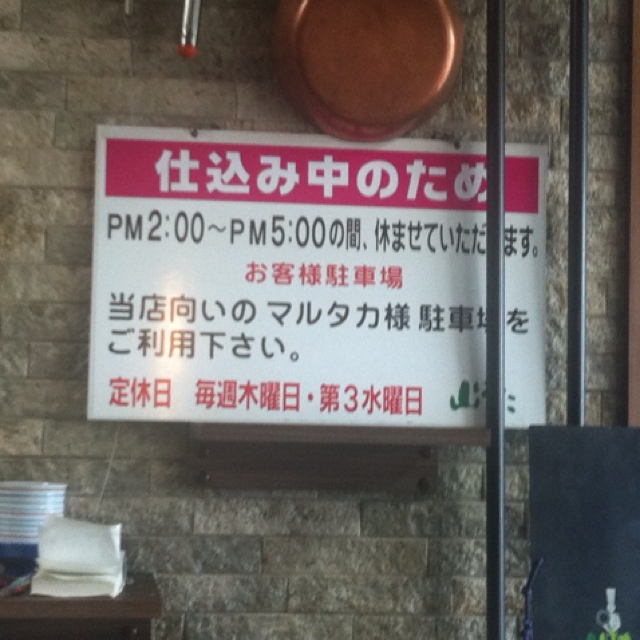 仕込み中のため
PM2:00〜PM5:00の間、休ませていただきます。
お客様駐車場
当店向いの マルタカ様 駐車場を
ご利用下さい。
定休日 毎週木曜日・第3水曜日